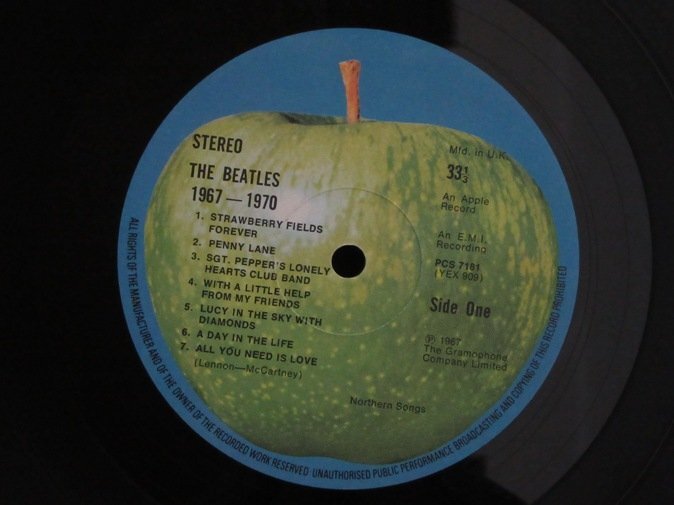 STEREO
THE BEATLES
1967—1970
1. STRAWBERRY FIELDS
FOREVER
2. PENNY LANE
3. SGT. PEPPER'S LONELY
HEARTS CLUB BAND
4. WITH A LITTLE HELP
FROM MY FRIENDS
5. LUCY IN THE SKY WITH
DIAMONDS
6. A DAY IN THE LIFE
7. ALL YOU NEED IS LOVE
(Lennon—McCartney)
Mfd. in U.K.
33⅓
An Apple
Record
An E.M.I.
Recording
PCS 7181
(YEX 909)
Side One
℗ 1967
The Gramophone
Company Limited
Northern Songs
ALL RIGHTS OF THE MANUFACTURER AND OF THE OWNER OF THE RECORDED WORK RESERVED UNAUTHORISED PUBLIC PERFORMANCE BROADCASTING AND COPYING OF THIS RECORD PROHIBITED